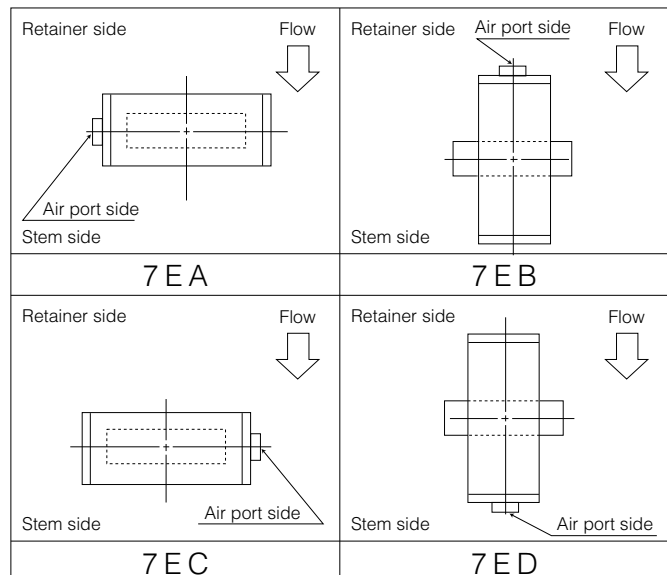 Retainer side
Flow
Air port side
Stem side
7EA
Retainer side
Air port side
Flow
Stem side
7EB
Retainer side
Flow
Air port side
Stem side
7EC
Retainer side
Flow
Stem side
Air port side
7ED